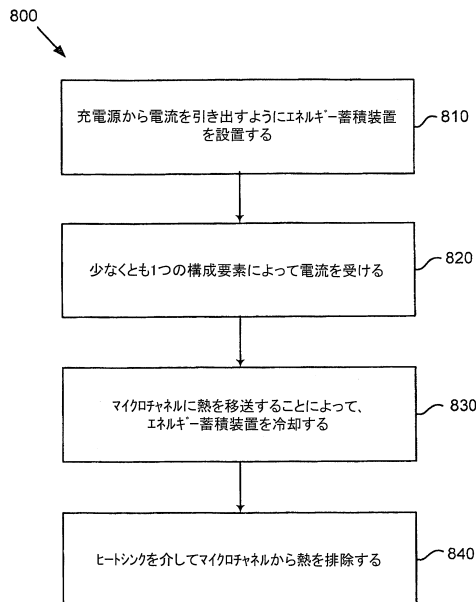 800
充電源から電流を引き出すようにエネルギー蓄積装置
を設置する
810
少なくとも1つの構成要素によって電流を受ける
820
マイクロチャネルに熱を移送することによって、
エネルギー蓄積装置を冷却する
830
ヒートシンクを介してマイクロチャネルから熱を排除する
840